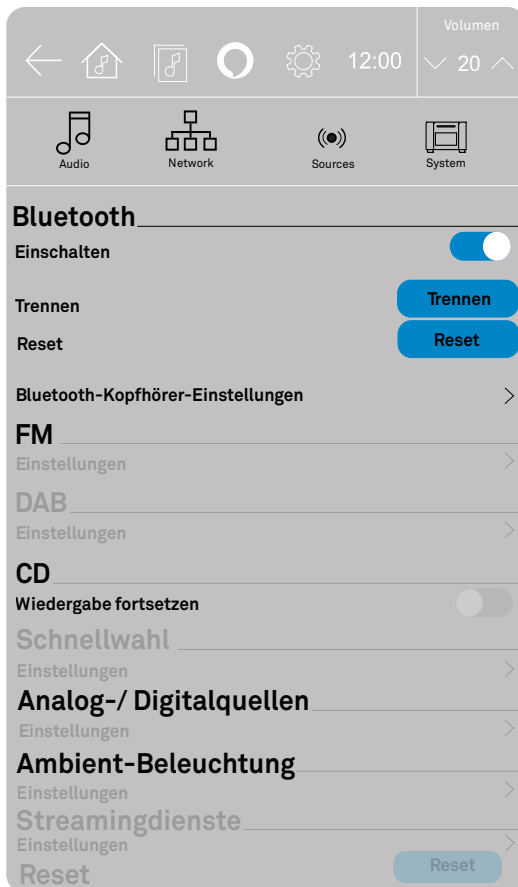 Volumen
12:00
20
Audio
Network
Sources
System
Bluetooth
Einschalten
Trennen
Trennen
Reset
Reset
Bluetooth-Kopfhörer-Einstellungen
FM
Einstellungen
DAB
Einstellungen
CD
Wiedergabe fortsetzen
Schnellwahl
Einstellungen
Analog-/ Digitalquellen
Einstellungen
Ambient-Beleuchtung
Einstellungen
Streamingdienste
Einstellungen
Reset
Reset